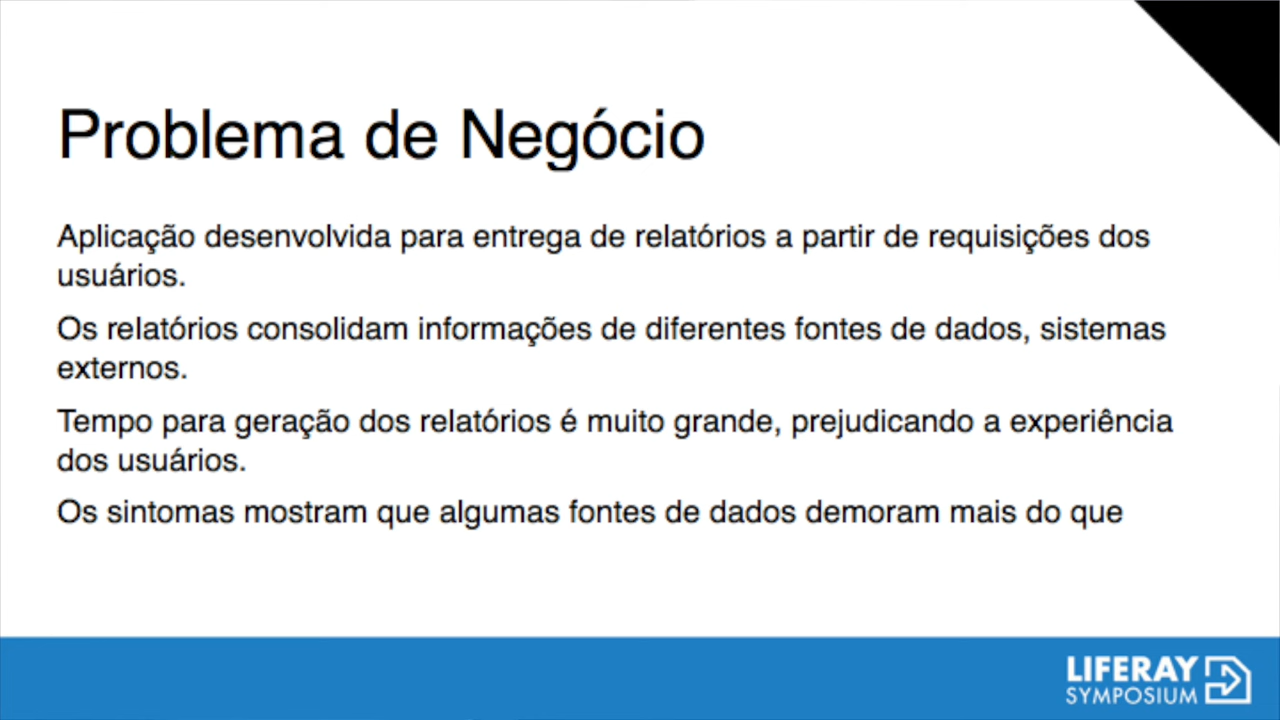 Problema de Negócio
Aplicação desenvolvida para entrega de relatórios a partir de requisições dos
usuários.
Os relatórios consolidam informações de diferentes fontes de dados, sistemas
externos.
Tempo para geração dos relatórios é muito grande, prejudicando a experiência
dos usuários.
Os sintomas mostram que algumas fontes de dados demoram mais do que
LIFERAY
SYMPOSIUM